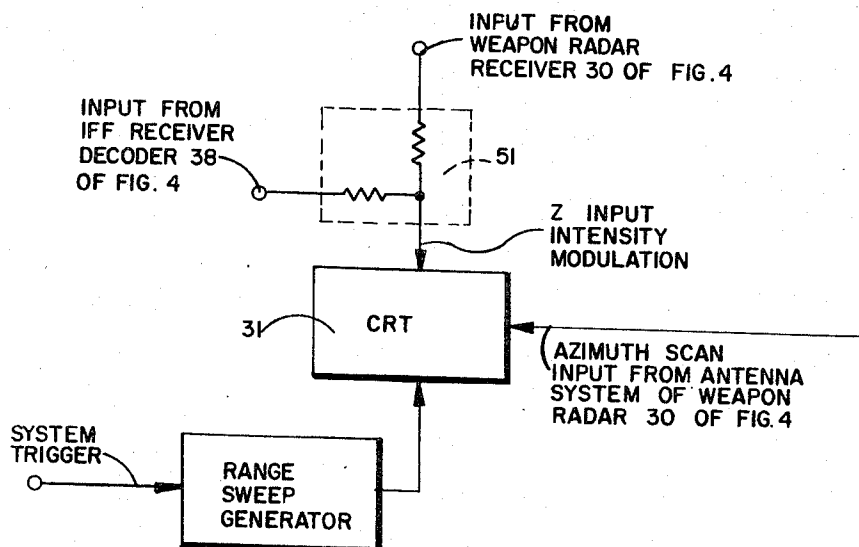 INPUT FROM
WEAPON RADAR
RECEIVER 30 OF FIG.4
INPUT FROM
IFF RECEIVER
DECODER 38
OF FIG. 4
51
Z INPUT
INTENSITY
MODULATION
31
CRT
AZIMUTH SCAN
INPUT FROM ANTENNA
SYSTEM OF WEAPON
RADAR 30 OF FIG.4
SYSTEM
TRIGGER
RANGE
SWEEP
GENERATOR